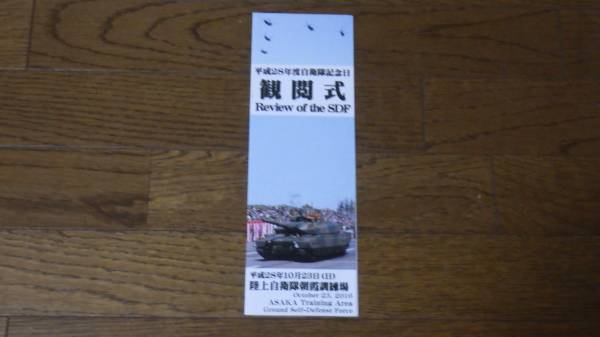 平成28年度自衛隊記念日
観閲式
Review of the SDF
平成28年10月23日(日)
陸上自衛隊朝霞訓練場
October 23, 2016
ASAKA Training Area
Ground Self-Defense Force